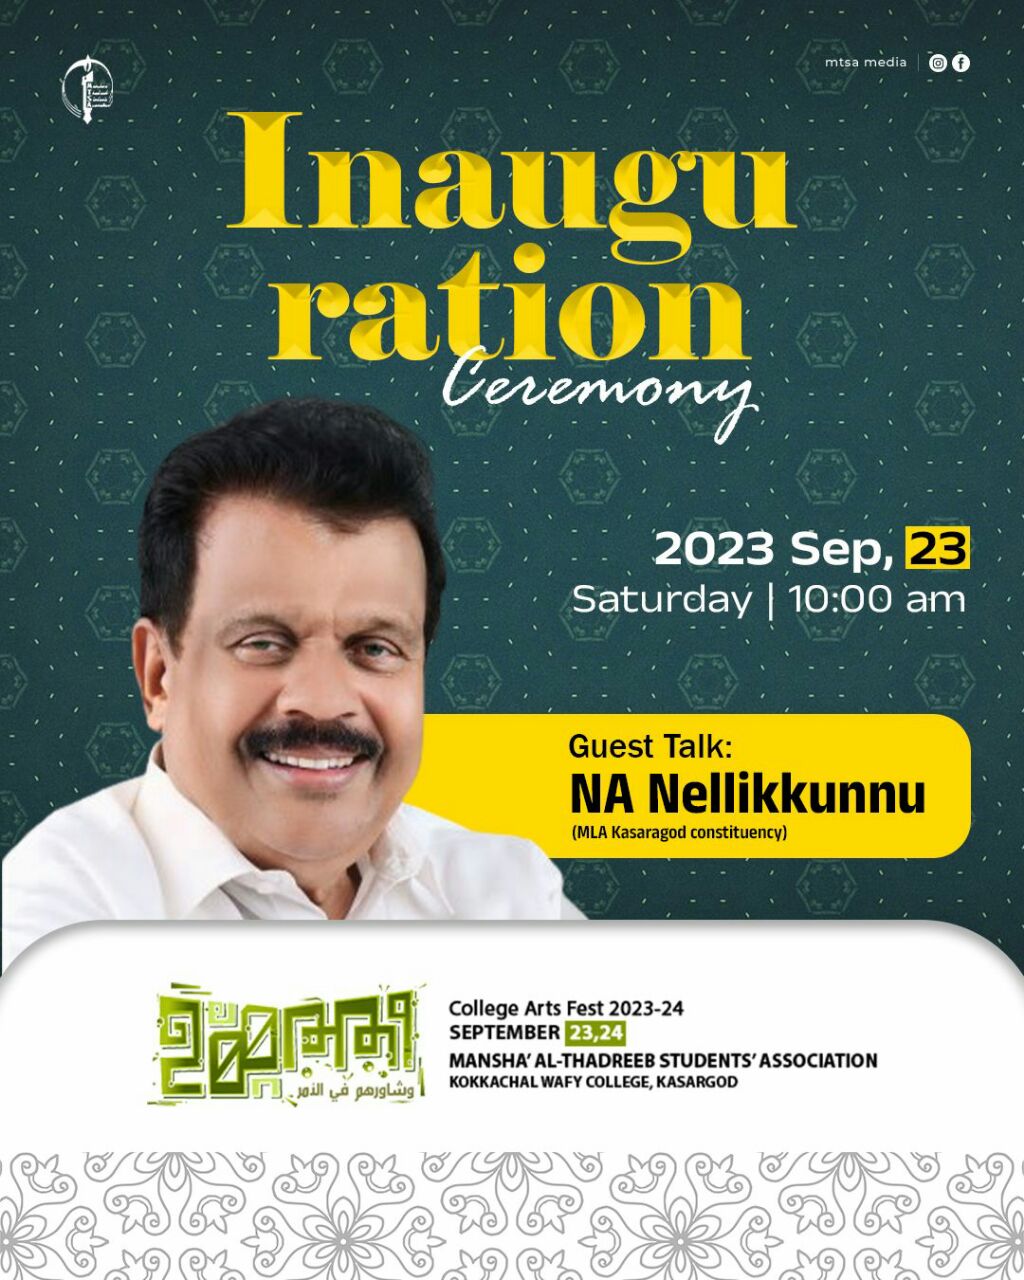 mtsa media
MTSA
Inaugu
ration
Ceremony
2023 Sep, 23
Saturday | 10:00 am
Guest Talk:
NA Nellikkunnu
(MLA Kasaragod constituency)
وشاورهم في الأمر
College Arts Fest 2023-24
SEPTEMBER 23,24
MANSHA’ AL-THADREEB STUDENTS’ ASSOCIATION
KOKKACHAL WAFY COLLEGE, KASARGOD